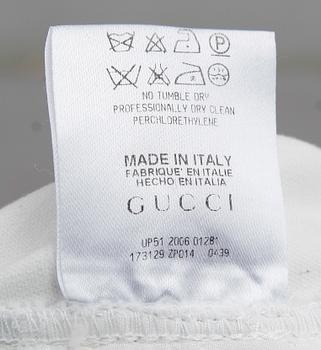 NO TUMBLE DRY
PROFESSIONALLY DRY CLEAN
PERCHLORETHYLENE
MADE IN ITALY
FABRIQUE' EN ITALIE
HECHO EN ITALIA
GUCCI
UP51 2006 01281
173129 ZP014 0439